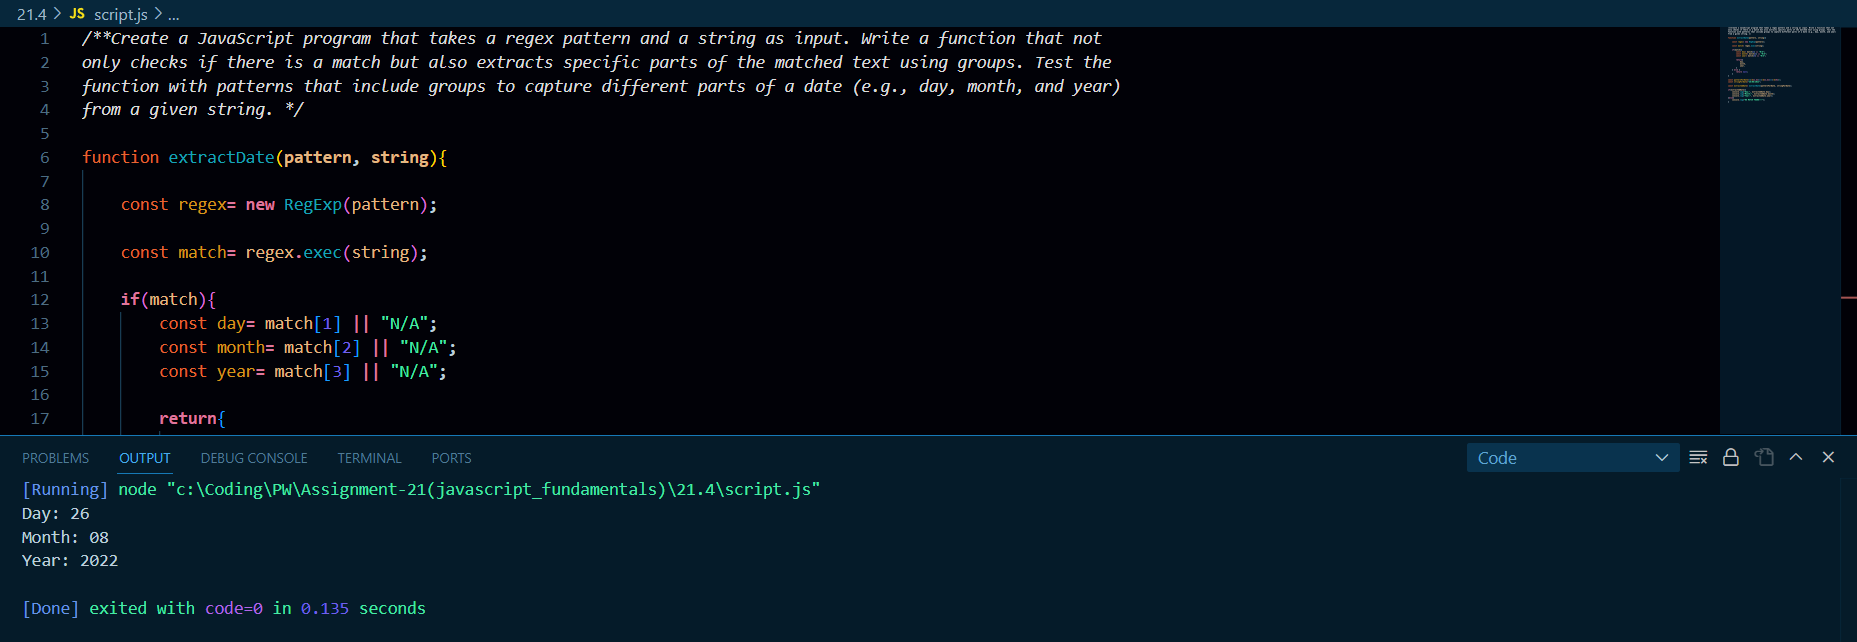 21.4 > JS script.js > ...
1 /**Create a JavaScript program that takes a regex pattern and a string as input. Write a function that not
2 only checks if there is a match but also extracts specific parts of the matched text using groups. Test the
3 function with patterns that include groups to capture different parts of a date (e.g., day, month, and year)
4 from a given string. */
5
6 function extractDate(pattern, string){
7
8 const regex= new RegExp(pattern);
9
10 const match= regex.exec(string);
11
12 if(match){
13 const day= match[1] || "N/A";
14 const month= match[2] || "N/A";
15 const year= match[3] || "N/A";
16
17 return{
PROBLEMS OUTPUT DEBUG CONSOLE TERMINAL PORTS Code
[Running] node "c:\Coding\PW\Assignment-21(javascript_fundamentals)\21.4\script.js"
Day: 26
Month: 08
Year: 2022
[Done] exited with code=0 in 0.135 seconds